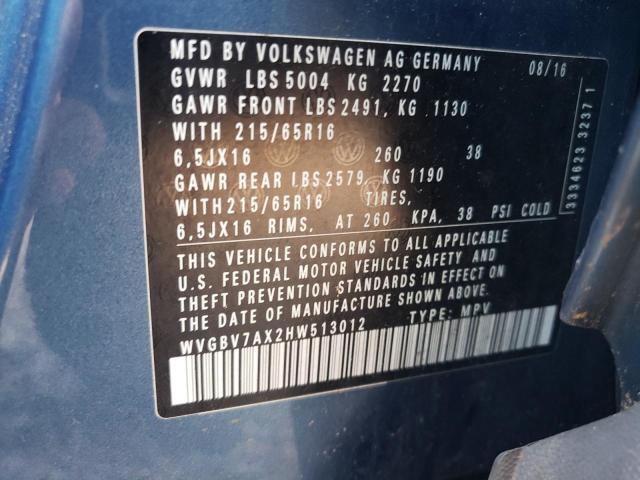 MFD BY VOLKSWAGEN AG GERMANY 08/16
GVWR LBS 5004 KG 2270
GAWR FRONT LBS 2491, KG 1130
WITH 215/65R16
6,5JX16 260 38
GAWR REAR LBS 2579, KG 1190
WITH215/65R16 TIRES,
6,5JX16 RIMS, AT 260 KPA, 38 PSI COLD
THIS VEHICLE CONFORMS TO ALL APPLICABLE
U.S. FEDERAL MOTOR VEHICLE SAFETY AND
THEFT PREVENTION STANDARDS IN EFFECT ON
THE DATE OF MANUFACTURE SHOWN ABOVE.
WVGBV7AX2HW513012 TYPE: MPV
3334623 3237 1